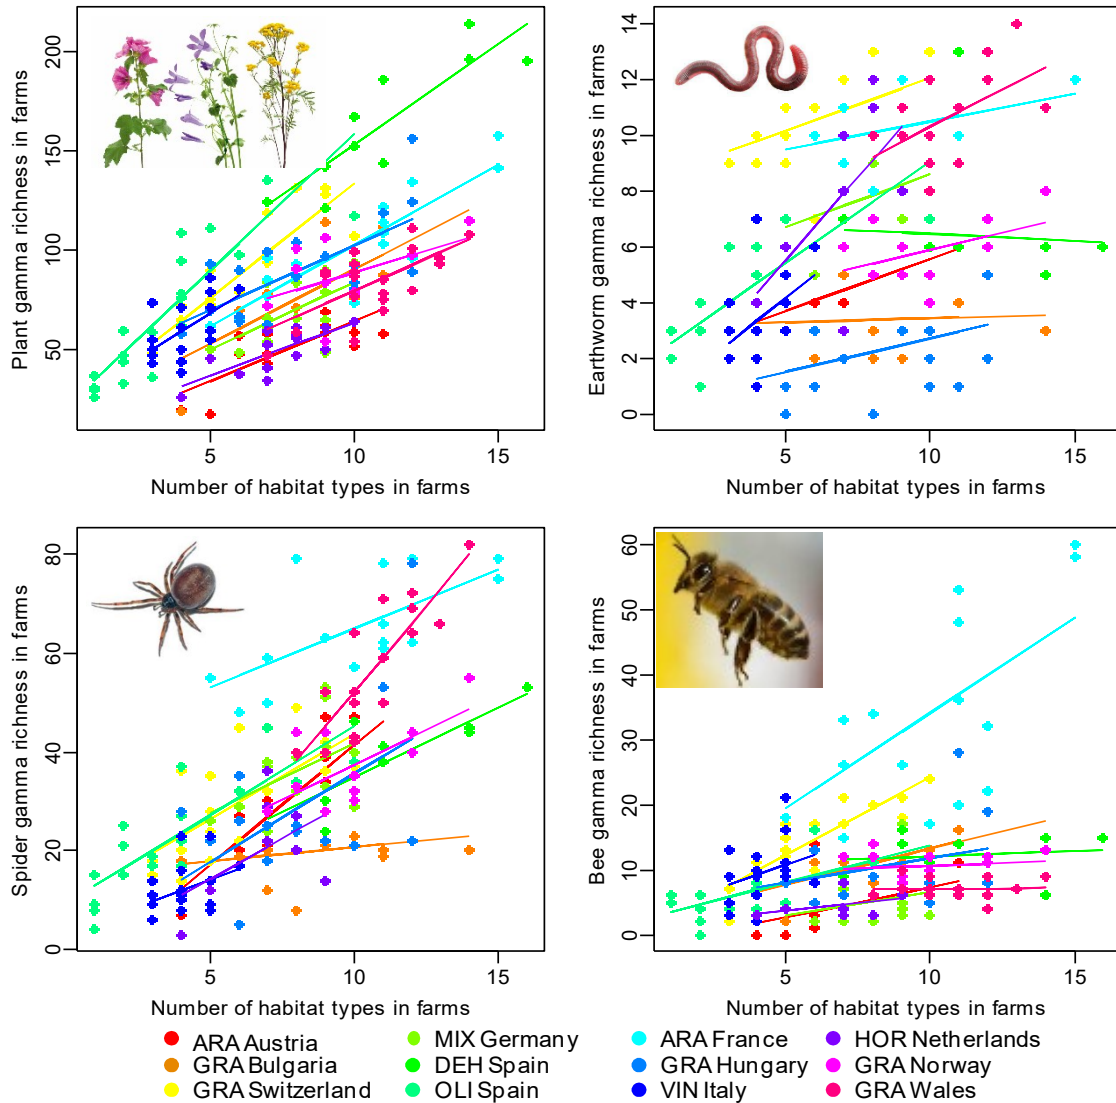 Plant gamma richness in farms
50
100
150
200
5
10
15
Number of habitat types in farms
Earthworm gamma richness in farms
0
2
4
6
8
10
12
14
5
10
15
Number of habitat types in farms
Spider gamma richness in farms
0
20
40
60
80
5
10
15
Number of habitat types in farms
Bee gamma richness in farms
0
10
20
30
40
50
60
5
10
15
Number of habitat types in farms
ARA Austria
GRA Bulgaria
GRA Switzerland
MIX Germany
DEH Spain
OLI Spain
ARA France
GRA Hungary
VIN Italy
HOR Netherlands
GRA Norway
GRA Wales